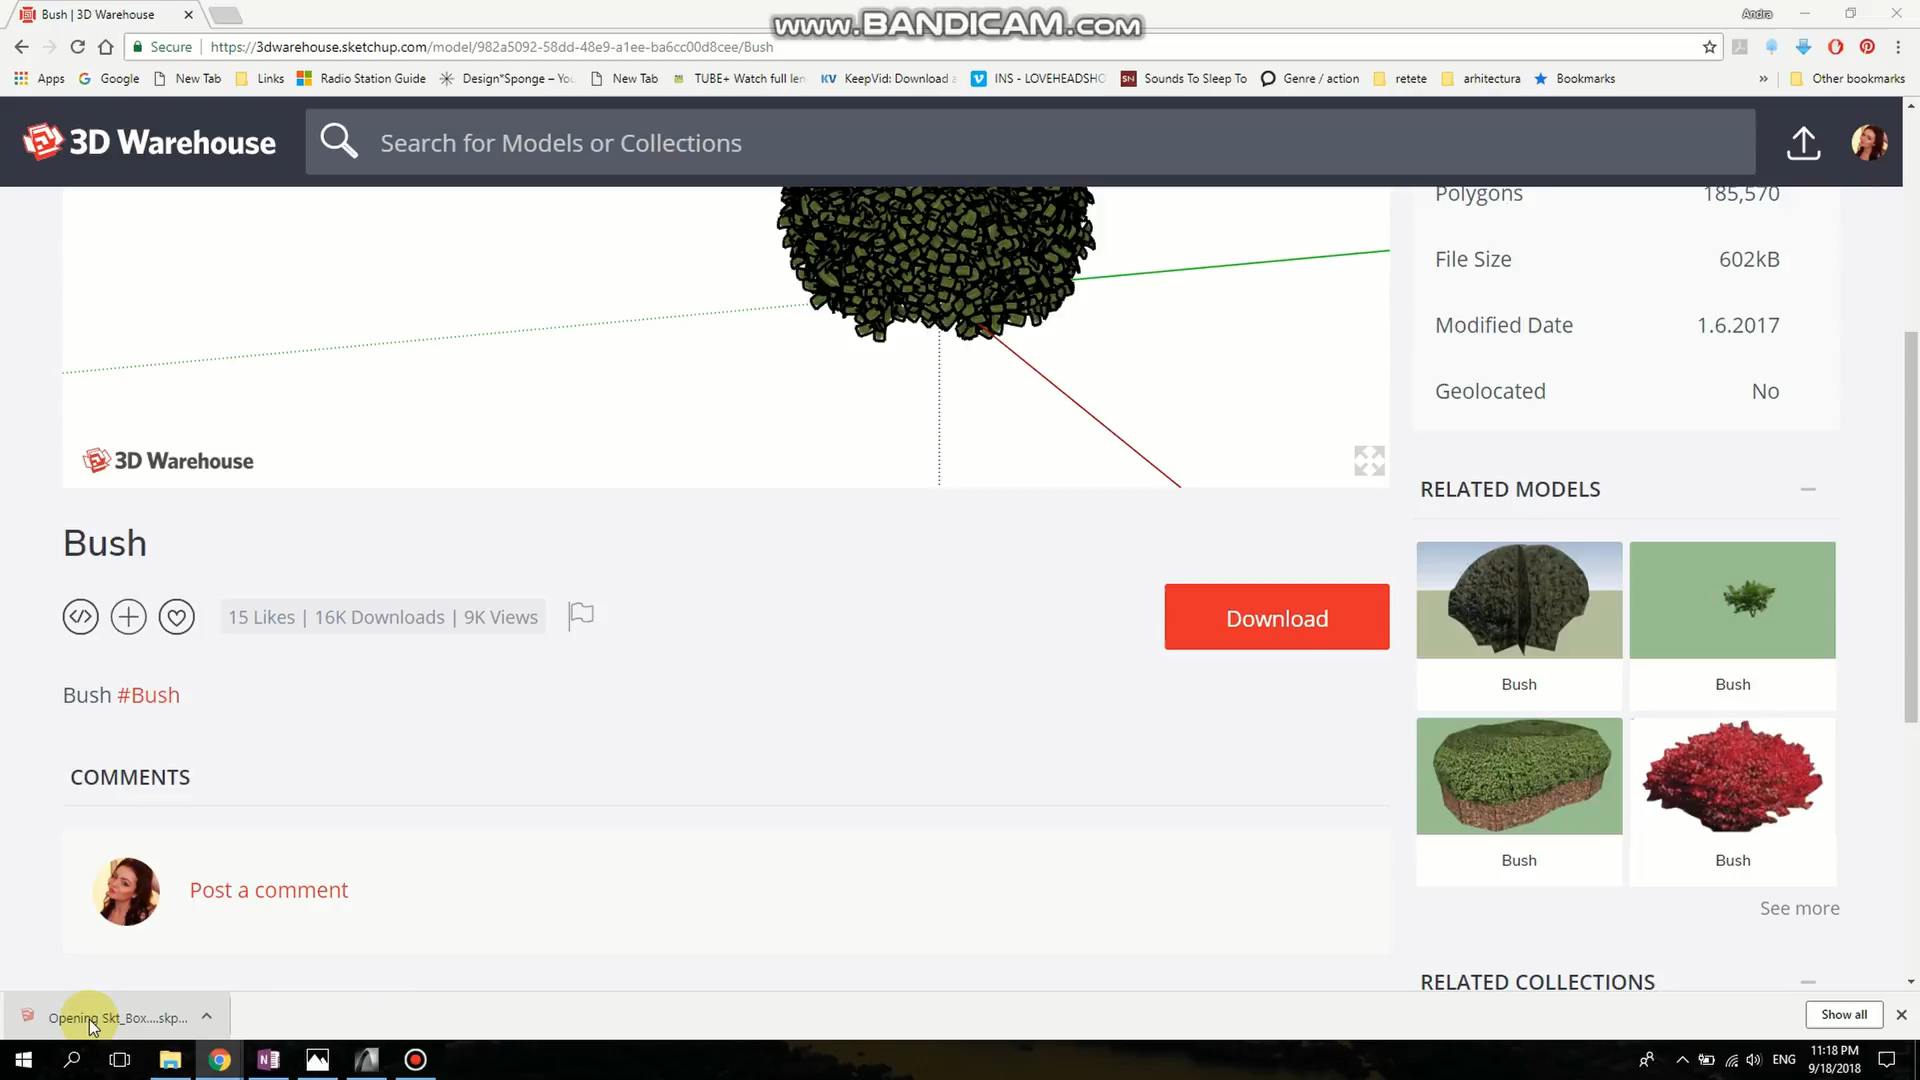 Bush | 3D Warehouse
www.BANDICAM.com
Andra
Secure https://3dwarehouse.sketchup.com/model/982a5092-58dd-48e9-a1ee-ba6cc00d8cee/Bush
Apps Google New Tab Links Radio Station Guide Design*Sponge – You New Tab TUBE+ Watch full len KeepVid: Download a INS - LOVEHEADSHO Sounds To Sleep To Genre / action retete arhitectura Bookmarks » Other bookmarks
3D Warehouse Search for Models or Collections
Polygons 185,570
File Size 602kB
Modified Date 1.6.2017
Geolocated No
3D Warehouse
RELATED MODELS
Bush
15 Likes | 16K Downloads | 9K Views
Download
Bush Bush
Bush #Bush
COMMENTS
Bush Bush
Post a comment
See more
RELATED COLLECTIONS
Opening Skt_Box....skp...
Show all
ENG
11:18 PM
9/18/2018